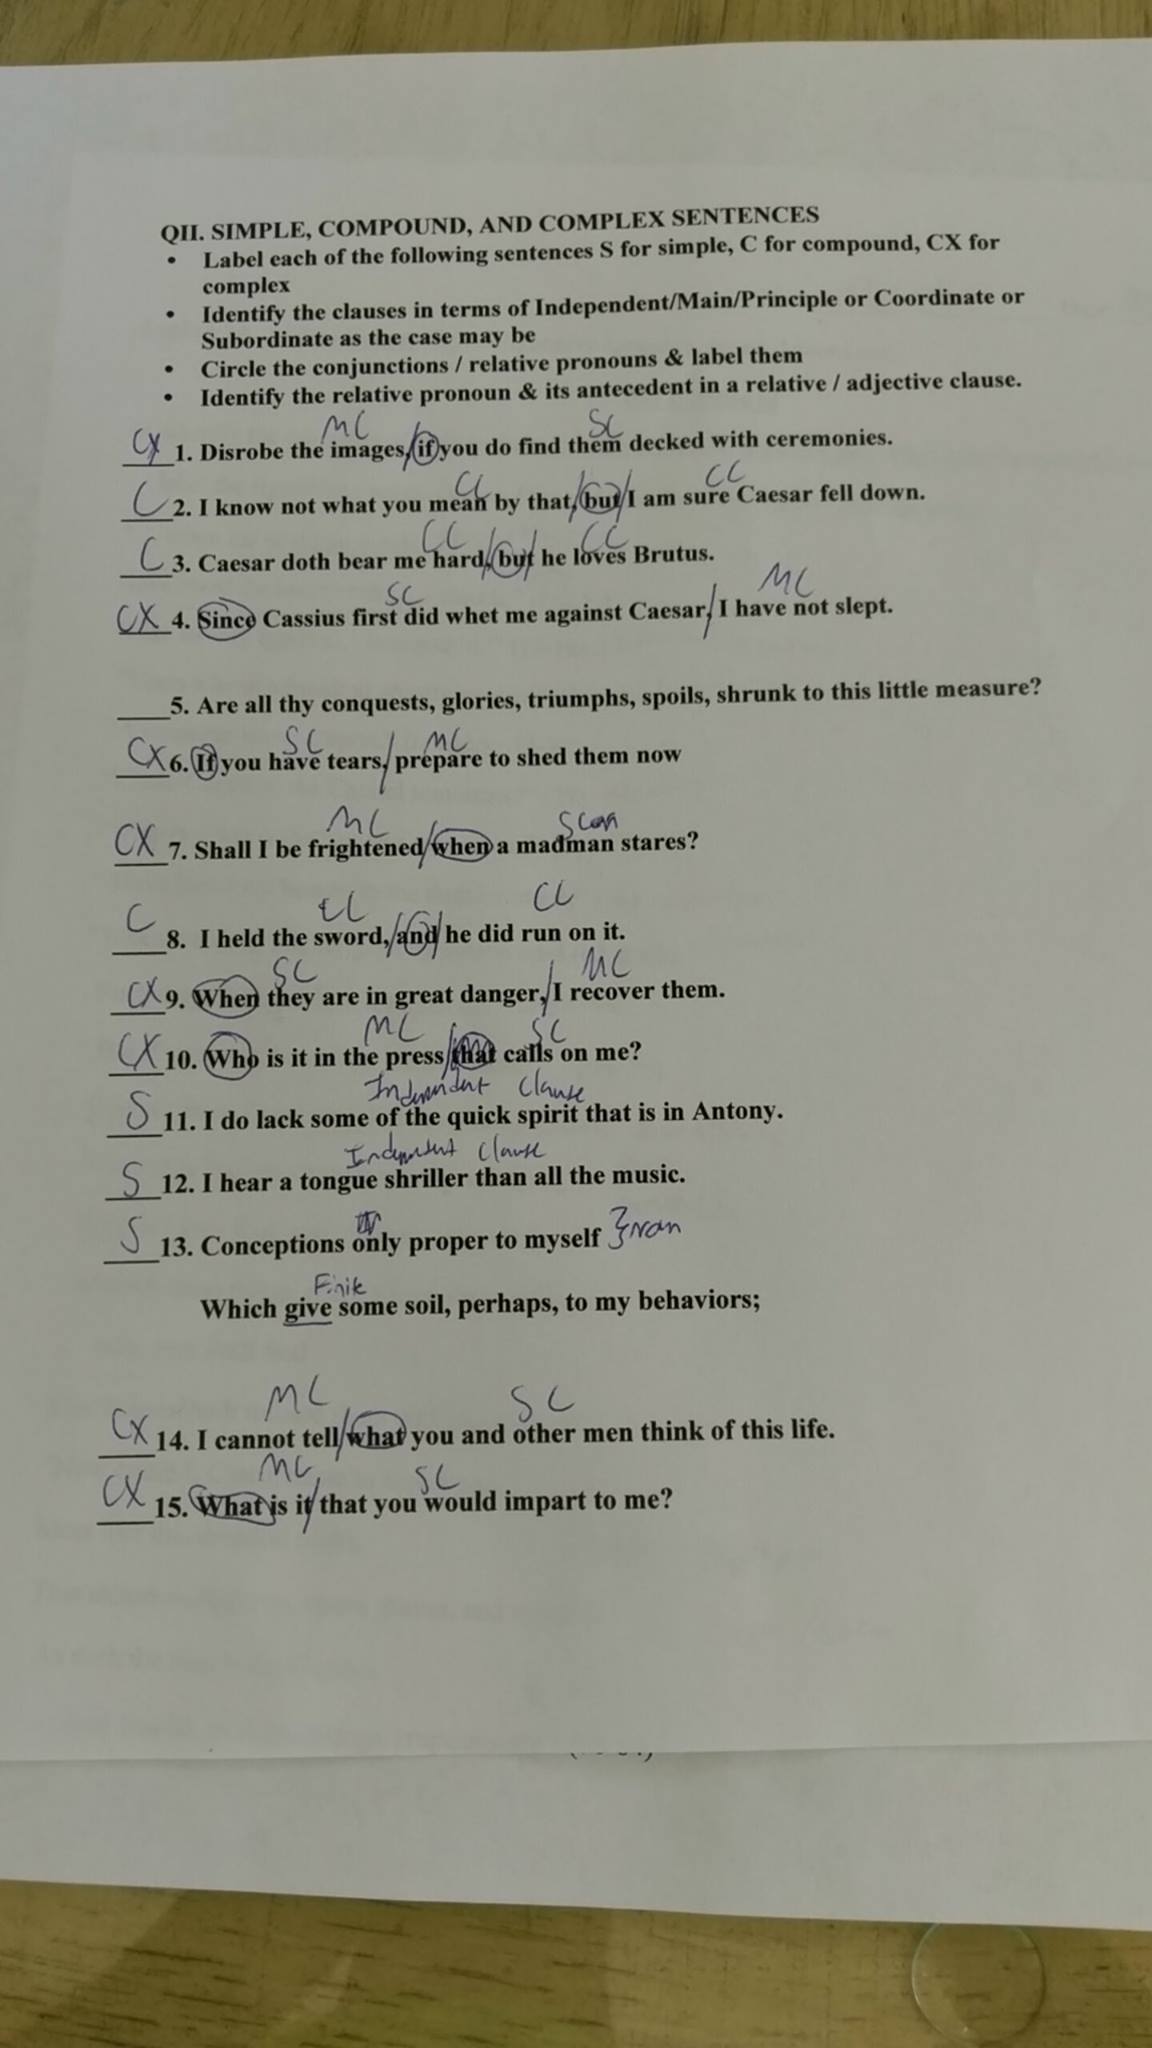 QII. SIMPLE, COMPOUND, AND COMPLEX SENTENCES
• Label each of the following sentences S for simple, C for compound, CX for
complex
• Identify the clauses in terms of Independent/Main/Principle or Coordinate or
Subordinate as the case may be
• Circle the conjunctions / relative pronouns & label them
• Identify the relative pronoun & its antecedent in a relative / adjective clause.
MC SC
CX 1. Disrobe the images, if you do find them decked with ceremonies.
CC CC
C 2. I know not what you mean by that, but I am sure Caesar fell down.
CC CC
C 3. Caesar doth bear me hard, but he loves Brutus.
SC MC
CX 4. Since Cassius first did whet me against Caesar, I have not slept.
___5. Are all thy conquests, glories, triumphs, spoils, shrunk to this little measure?
SC MC
CX 6. If you have tears, prepare to shed them now
MC
CX 7. Shall I be frightened when a madman stares?
CC CC
C 8. I held the sword, and he did run on it.
SC MC
CX 9. When they are in great danger, I recover them.
MC SC
CX 10. Who is it in the press that calls on me?
Independent Clause
S 11. I do lack some of the quick spirit that is in Antony.
Independent Clause
S 12. I hear a tongue shriller than all the music.
S 13. Conceptions only proper to myself }non
Finite
Which give some soil, perhaps, to my behaviors;
MC SC
CX 14. I cannot tell what you and other men think of this life.
MC SC
CX 15. What is it that you would impart to me?